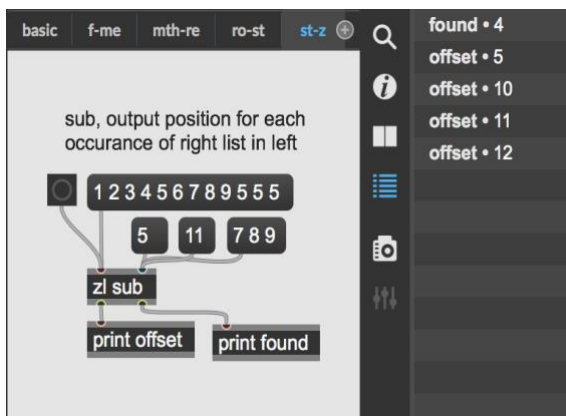 basic f-me mth-re ro-st st-z
sub, output position for each
occurance of right list in left
1 2 3 4 5 6 7 8 9 5 5 5
5 11 7 8 9
zl sub
print offset print found
found • 4
offset • 5
offset • 10
offset • 11
offset • 12